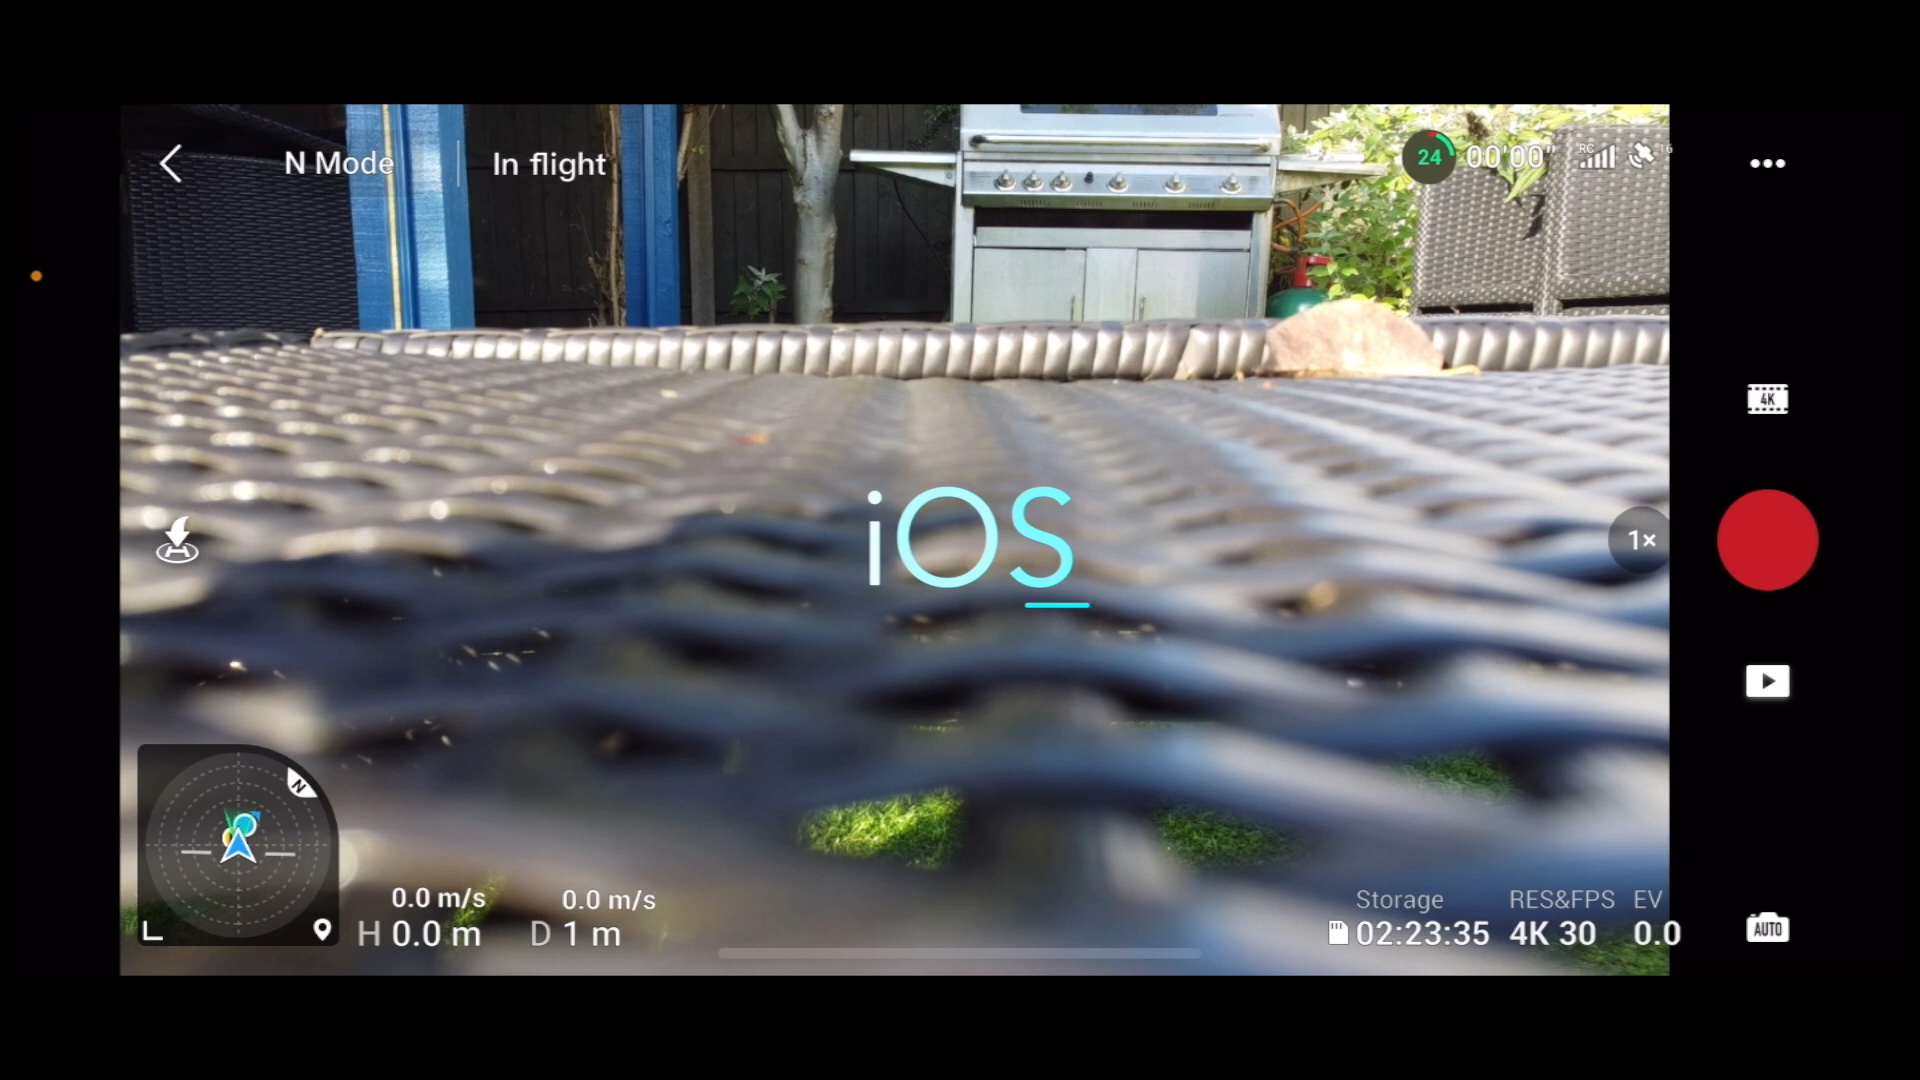 N Mode
In flight
24
00'00"
RC
16
4K
iOS
1×
N
L
0.0 m/s
0.0 m/s
H 0.0 m
D 1 m
Storage
RES&FPS
EV
02:23:35
4K 30
0.0
AUTO